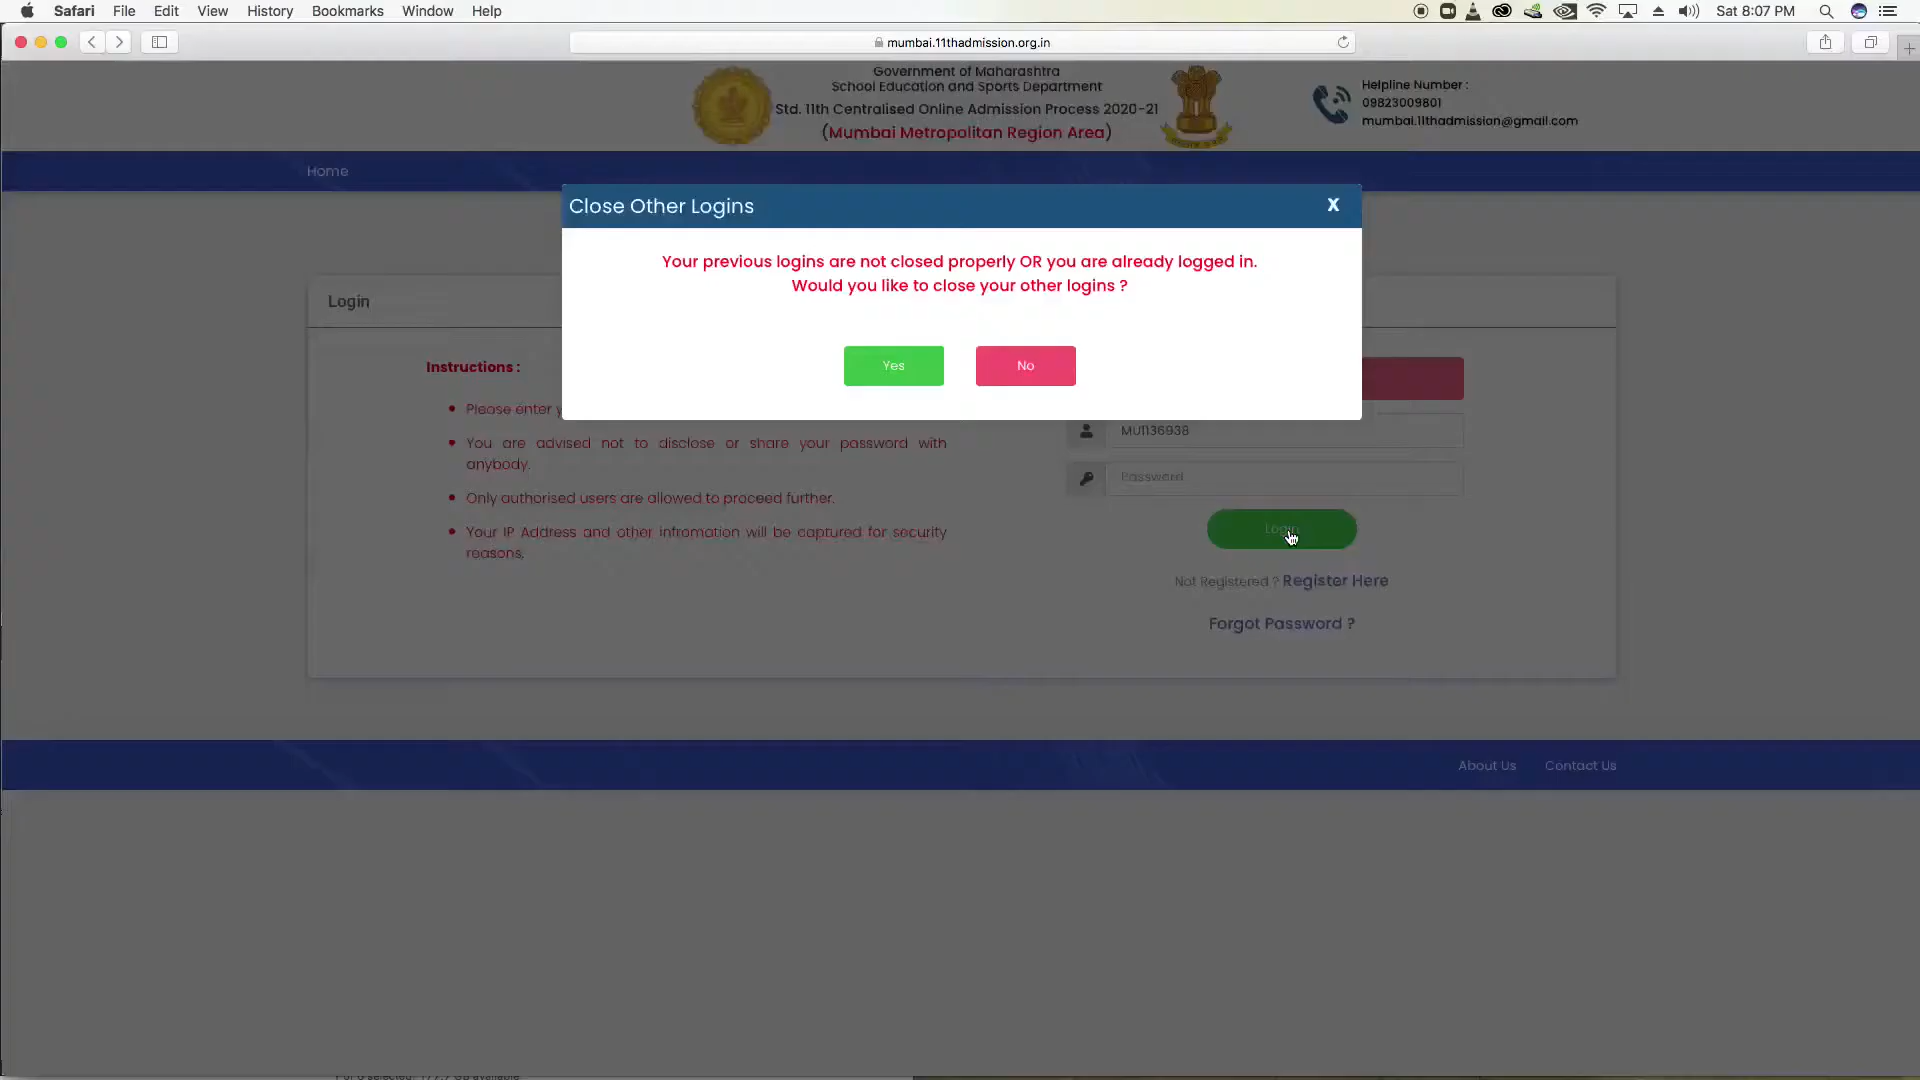 Safari File Edit View History Bookmarks Window Help
Sat 8:07 PM
mumbai.11thadmission.org.in
Government of Maharashtra
School Education and Sports Department
Std. 11th Centralised Online Admission Process 2020-21
(Mumbai Metropolitan Region Area)
Helpline Number :
09823009801
mumbai.11thadmission@gmail.com
Home
Close Other Logins
X
Your previous logins are not closed properly OR you are already logged in.
Would you like to close your other logins ?
Yes
No
Login
Instructions :
Please enter
You are advised not to disclose or share your password with
anybody.
Only authorised users are allowed to proceed further.
Your IP Address and other infromation will be captured for security
reasons.
MU1136938
Password
Login
Not Registered ? Register Here
Forgot Password ?
About Us
Contact Us